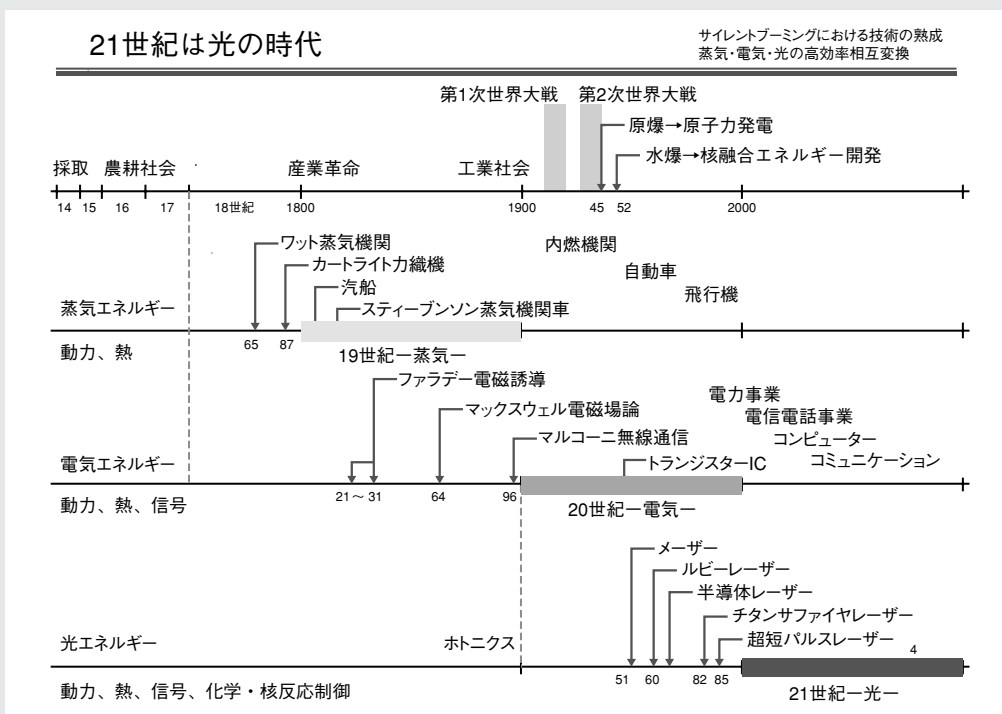 21世紀は光の時代
サイレントブーミングにおける技術の熟成
蒸気・電気・光の高効率相互変換
第1次世界大戦 第2次世界大戦
原爆→原子力発電
水爆→核融合エネルギー開発
採取 農耕社会 産業革命 工業社会
14 15 16 17 18世紀 1800 1900 45 52 2000
ワット蒸気機関
カートライト力織機
汽船
スティーブンソン蒸気機関車
内燃機関
自動車
飛行機
蒸気エネルギー
動力、熱
65 87
19世紀ー蒸気ー
ファラデー電磁誘導
マックスウェル電磁場論
マルコーニ無線通信
トランジスターIC
電力事業
電信電話事業
コンピューター
コミュニケーション
電気エネルギー
動力、熱、信号
21〜31 64 96
20世紀ー電気ー
メーザー
ルビーレーザー
半導体レーザー
チタンサファイヤレーザー
超短パルスレーザー
4
光エネルギー
ホトニクス
動力、熱、信号、化学・核反応制御
51 60 82 85
21世紀ー光ー